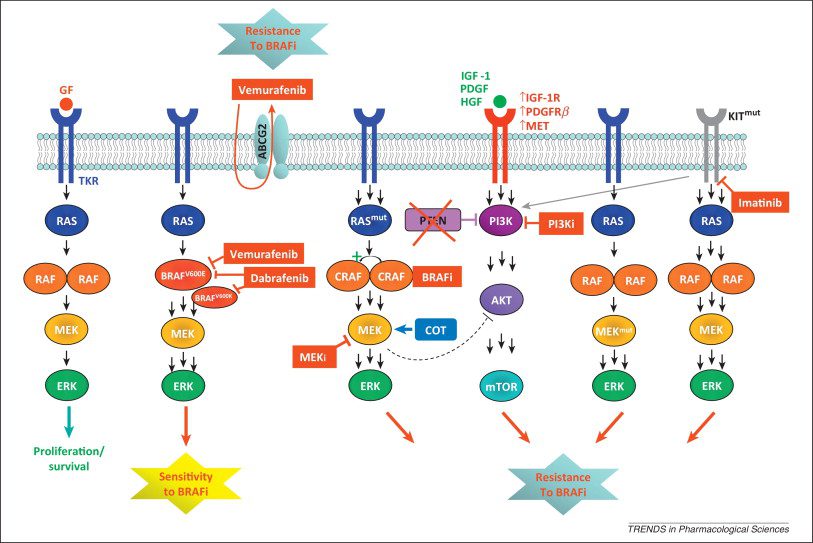 Resistance
To BRAFi
GF
Vemurafenib
ABCG2
IGF -1
PDGF
HGF
↑IGF-1R
↑PDGFRβ
↑MET
KITmut
TKR
Imatinib
RAS
RAS
RASmut
PTEN
PI3K
PI3Ki
RAS
RAS
Vemurafenib
Dabrafenib
RAF RAF
BRAFV600E
BRAFV600K
+
CRAF CRAF BRAFi
AKT
RAF RAF
RAF RAF
MEK
MEK
MEK
COT
MEKi
MEKmut
MEK
ERK
ERK
ERK
mTOR
ERK
ERK
Proliferation/
survival
Sensitivity
to BRAFi
Resistance
To BRAFi
TRENDS in Pharmacological Sciences